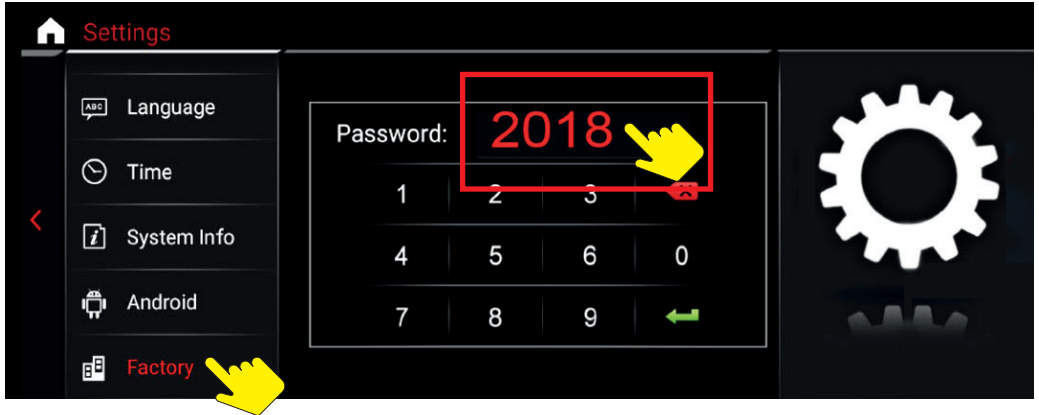 Settings
ABC
Language
Time
i
System Info
Android
Factory
Password: 2018
1 2 3
4 5 6 0
7 8 9